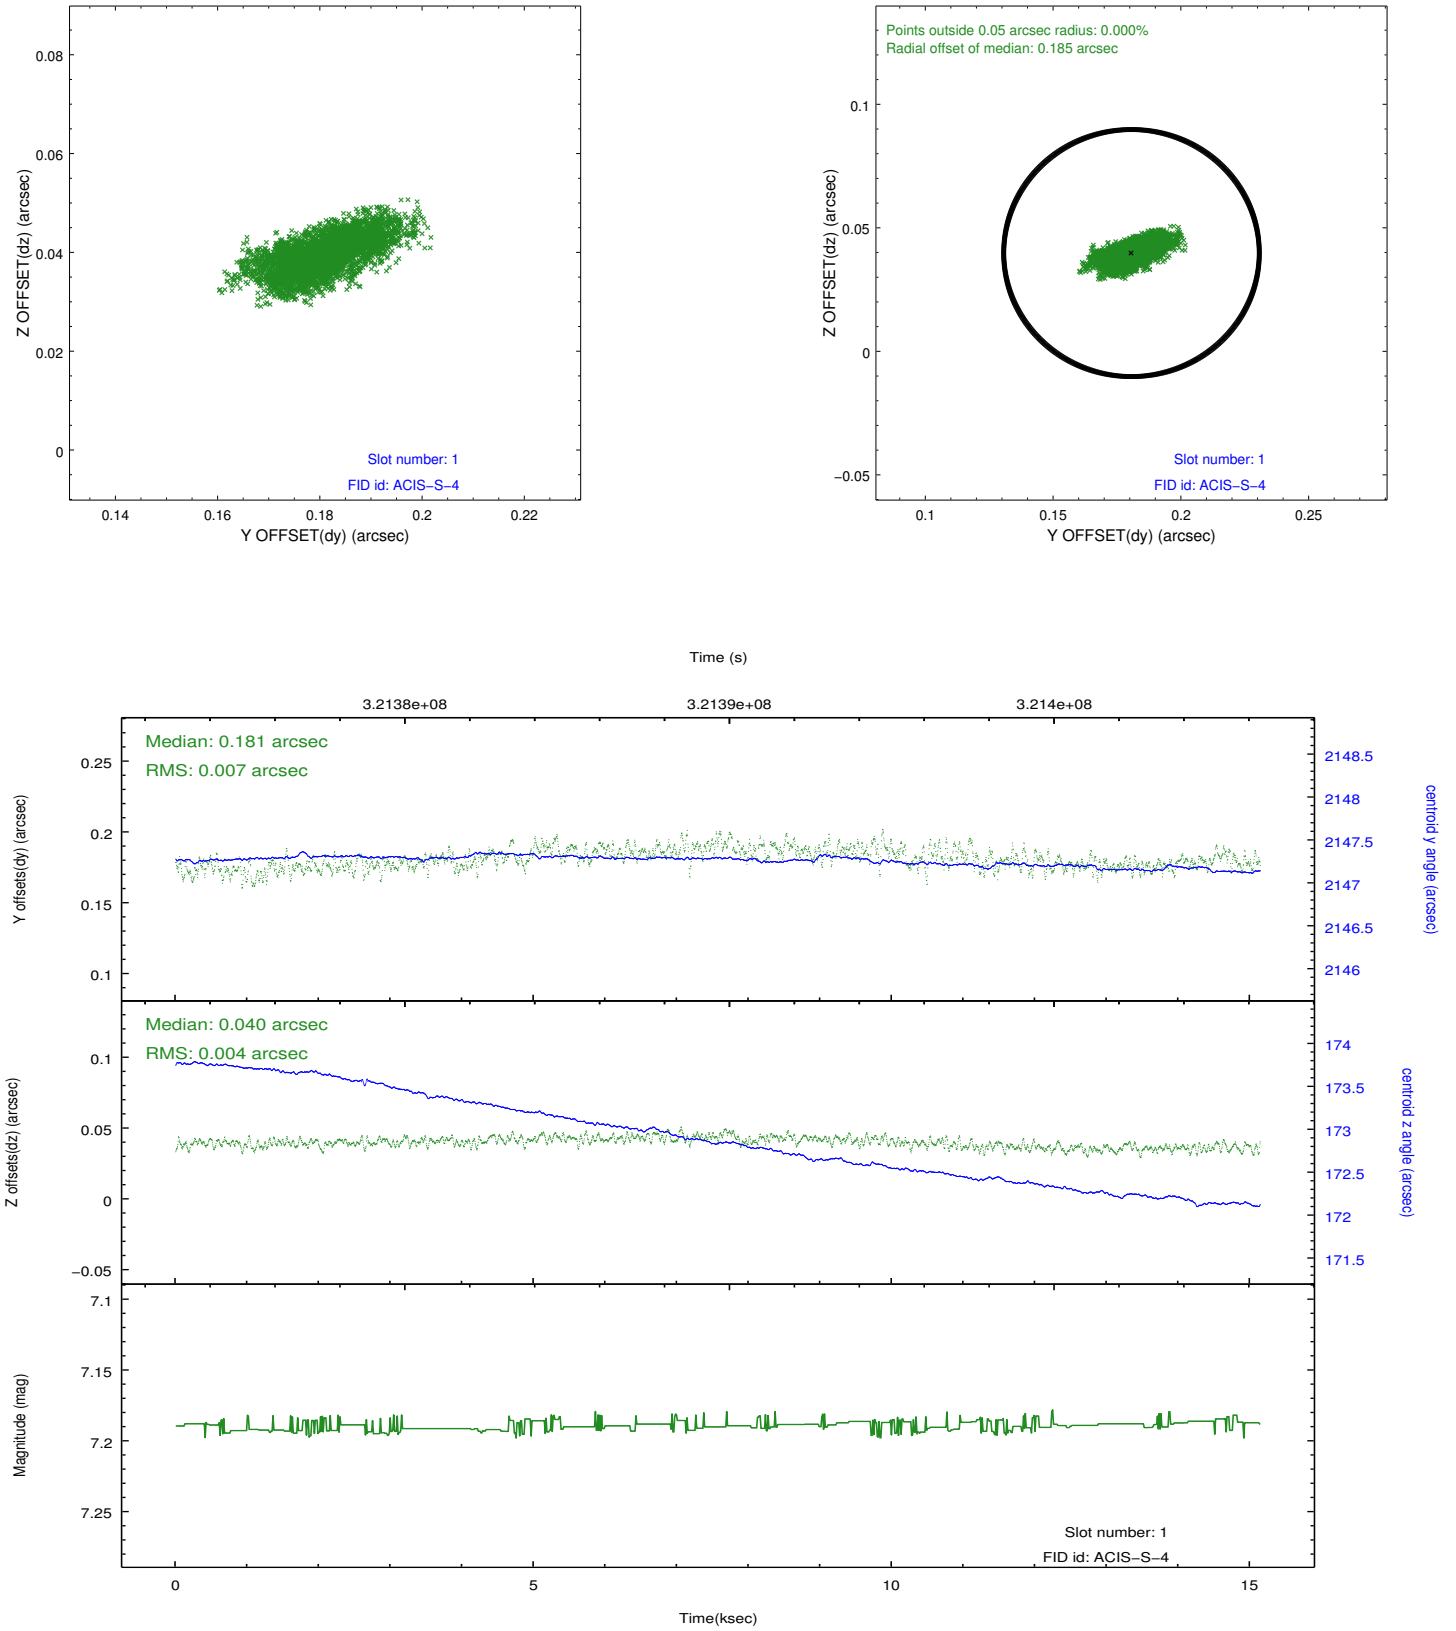 0.08
0.06
0.04
0.02
0
Z OFFSET(dz) (arcsec)
Slot number: 1
FID id: ACIS−S−4
0.14 0.16 0.18 0.2 0.22
Y OFFSET(dy) (arcsec)
Points outside 0.05 arcsec radius: 0.000%
Radial offset of median: 0.185 arcsec
0.1
0.05
0
−0.05
Z OFFSET(dz) (arcsec)
Slot number: 1
FID id: ACIS−S−4
0.1 0.15 0.2 0.25
Y OFFSET(dy) (arcsec)
Time (s)
3.2138e+08 3.2139e+08 3.214e+08
Median: 0.181 arcsec
RMS: 0.007 arcsec
0.25
0.2
0.15
0.1
Y offsets(dy) (arcsec)
2148.5
2148
2147.5
2147
2146.5
2146
centroid y angle (arcsec)
Median: 0.040 arcsec
RMS: 0.004 arcsec
0.1
0.05
0
−0.05
Z offsets(dz) (arcsec)
174
173.5
173
172.5
172
171.5
centroid z angle (arcsec)
7.1
7.15
7.2
7.25
Magnitude (mag)
Slot number: 1
FID id: ACIS−S−4
0 5 10 15
Time(ksec)